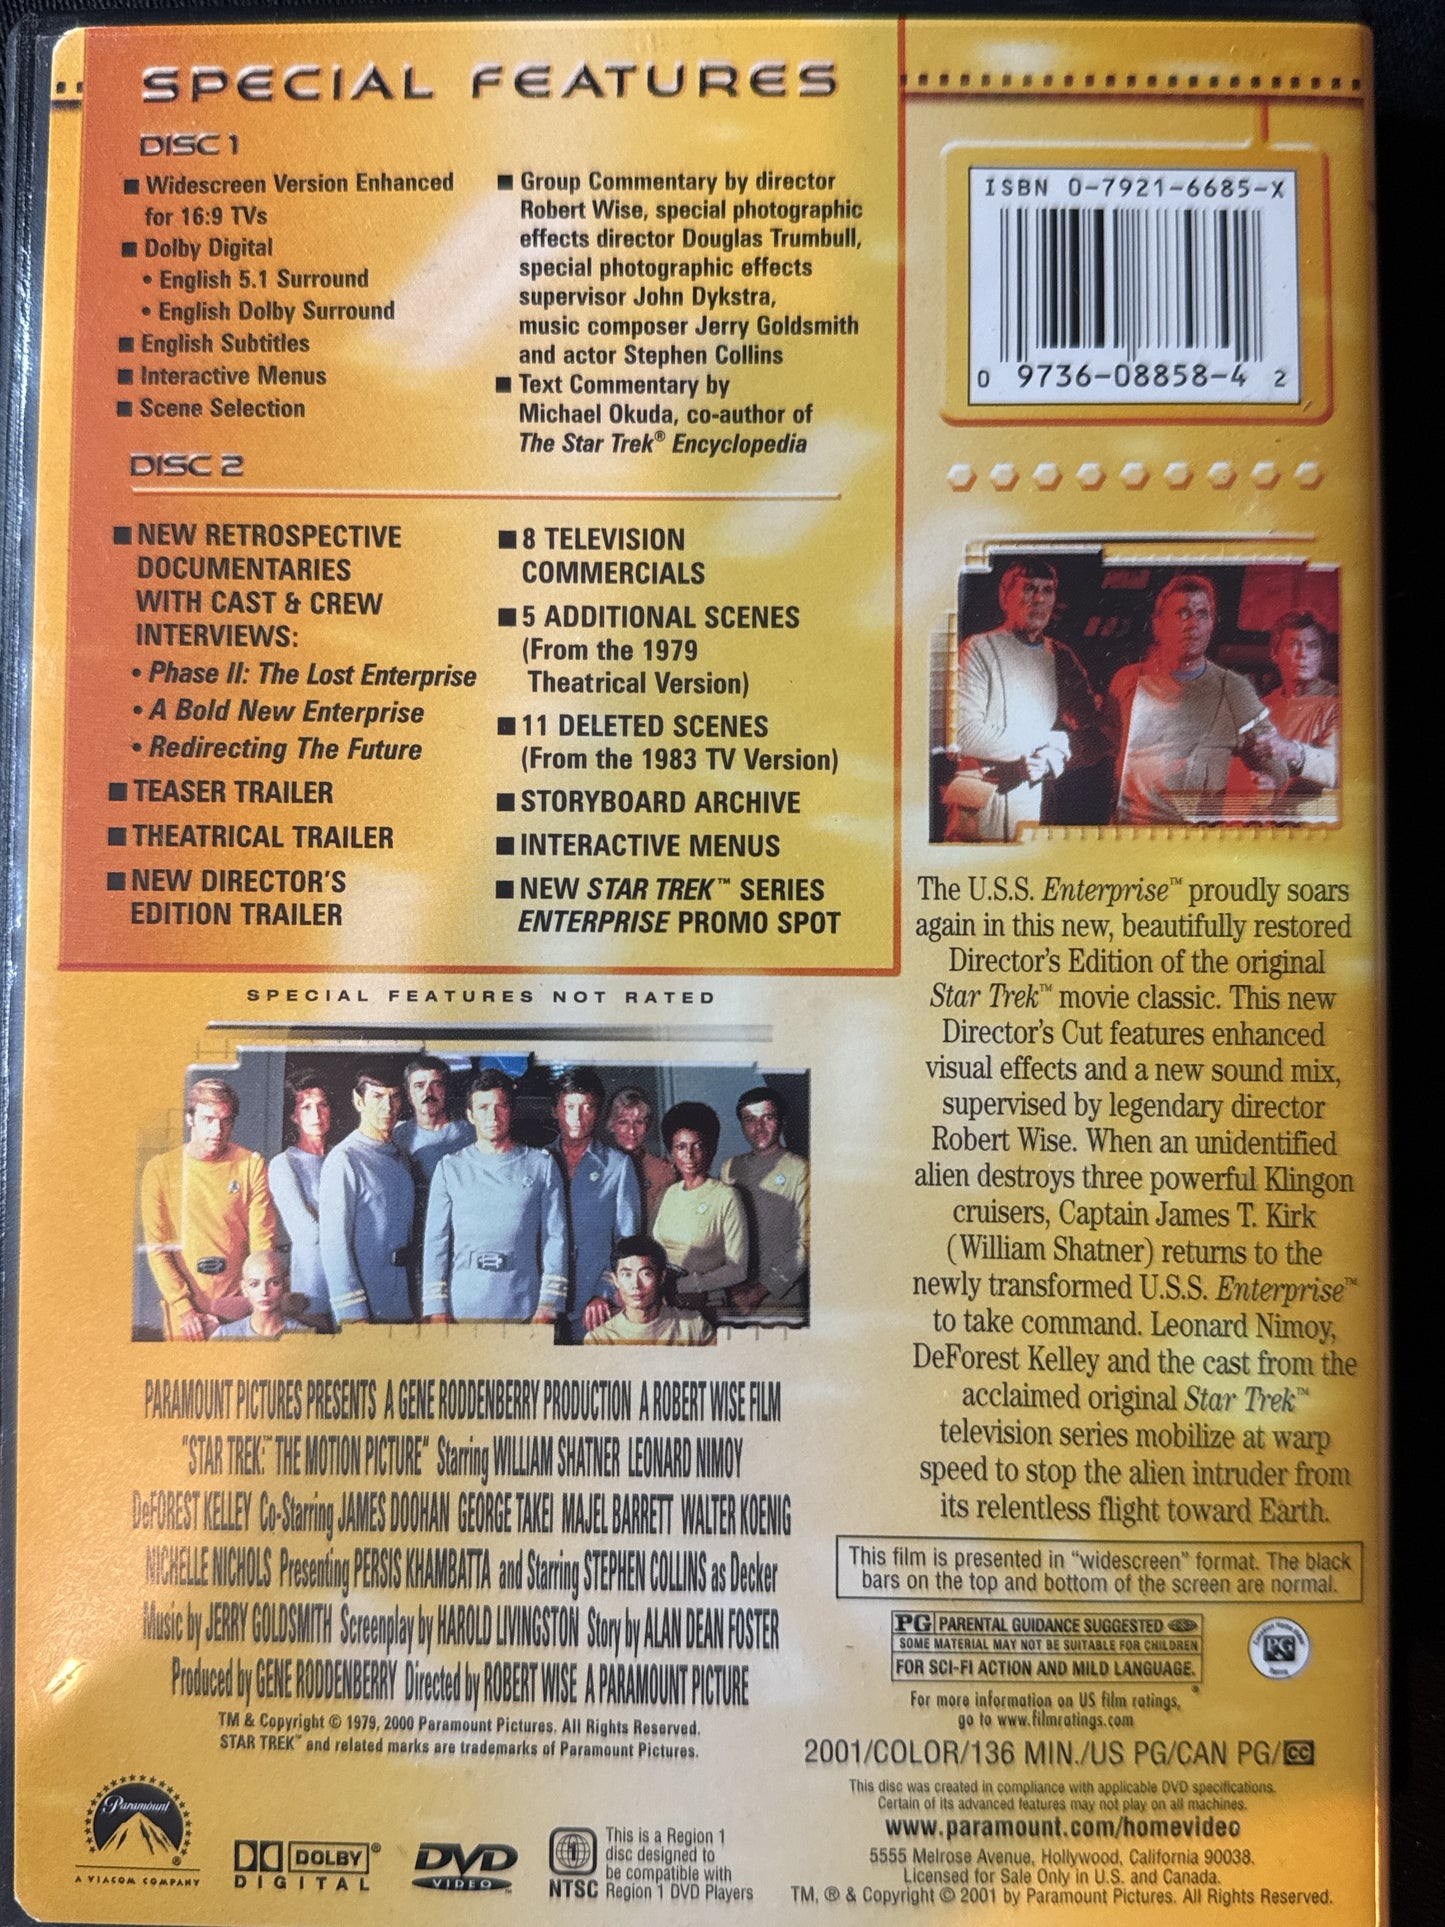 SPECIAL FEATURES
DISC 1
■ Widescreen Version Enhanced
for 16:9 TVs
■ Dolby Digital
• English 5.1 Surround
• English Dolby Surround
■ English Subtitles
■ Interactive Menus
■ Scene Selection
■ Group Commentary by director
Robert Wise, special photographic
effects director Douglas Trumbull,
special photographic effects
supervisor John Dykstra,
music composer Jerry Goldsmith
and actor Stephen Collins
■ Text Commentary by
Michael Okuda, co-author of
The Star Trek® Encyclopedia
DISC 2
■ NEW RETROSPECTIVE
DOCUMENTARIES
WITH CAST & CREW
INTERVIEWS:
• Phase II: The Lost Enterprise
• A Bold New Enterprise
• Redirecting The Future
■ TEASER TRAILER
■ THEATRICAL TRAILER
■ NEW DIRECTOR'S
EDITION TRAILER
■ 8 TELEVISION
COMMERCIALS
■ 5 ADDITIONAL SCENES
(From the 1979
Theatrical Version)
■ 11 DELETED SCENES
(From the 1983 TV Version)
■ STORYBOARD ARCHIVE
■ INTERACTIVE MENUS
■ NEW STAR TREK™ SERIES
ENTERPRISE PROMO SPOT
SPECIAL FEATURES NOT RATED
ISBN 0-7921-6685-X
0 9736-08858-4 2
The U.S.S. Enterprise™ proudly soars
again in this new, beautifully restored
Director's Edition of the original
Star Trek™ movie classic. This new
Director's Cut features enhanced
visual effects and a new sound mix,
supervised by legendary director
Robert Wise. When an unidentified
alien destroys three powerful Klingon
cruisers, Captain James T. Kirk
(William Shatner) returns to the
newly transformed U.S.S. Enterprise™
to take command. Leonard Nimoy,
DeForest Kelley and the cast from the
acclaimed original Star Trek™
television series mobilize at warp
speed to stop the alien intruder from
its relentless flight toward Earth.
PARAMOUNT PICTURES PRESENTS A GENE RODDENBERRY PRODUCTION A ROBERT WISE FILM
"STAR TREK:™ THE MOTION PICTURE" Starring WILLIAM SHATNER LEONARD NIMOY
DeFOREST KELLEY Co-Starring JAMES DOOHAN GEORGE TAKEI MAJEL BARRETT WALTER KOENIG
NICHELLE NICHOLS Presenting PERSIS KHAMBATTA and Starring STEPHEN COLLINS as Decker
Music by JERRY GOLDSMITH Screenplay by HAROLD LIVINGSTON Story by ALAN DEAN FOSTER
Produced by GENE RODDENBERRY Directed by ROBERT WISE A PARAMOUNT PICTURE
TM & Copyright © 1979, 2000 Paramount Pictures. All Rights Reserved.
STAR TREK™ and related marks are trademarks of Paramount Pictures.
This film is presented in "widescreen" format. The black
bars on the top and bottom of the screen are normal.
PG PARENTAL GUIDANCE SUGGESTED
SOME MATERIAL MAY NOT BE SUITABLE FOR CHILDREN
FOR SCI-FI ACTION AND MILD LANGUAGE. ®
PG
For more information on US film ratings,
go to www.filmratings.com
2001/COLOR/136 MIN./US PG/CAN PG/CC
This disc was created in compliance with applicable DVD specifications.
Certain of its advanced features may not play on all machines.
www.paramount.com/homevideo
5555 Melrose Avenue, Hollywood, California 90038.
Licensed for Sale Only in U.S. and Canada.
TM, ® & Copyright © 2001 by Paramount Pictures. All Rights Reserved.
Paramount ®
A VIACOM COMPANY
DOLBY ®
DIGITAL
DVD
VIDEO ™
1
NTSC
This is a Region 1
disc designed to
be compatible with
Region 1 DVD Players